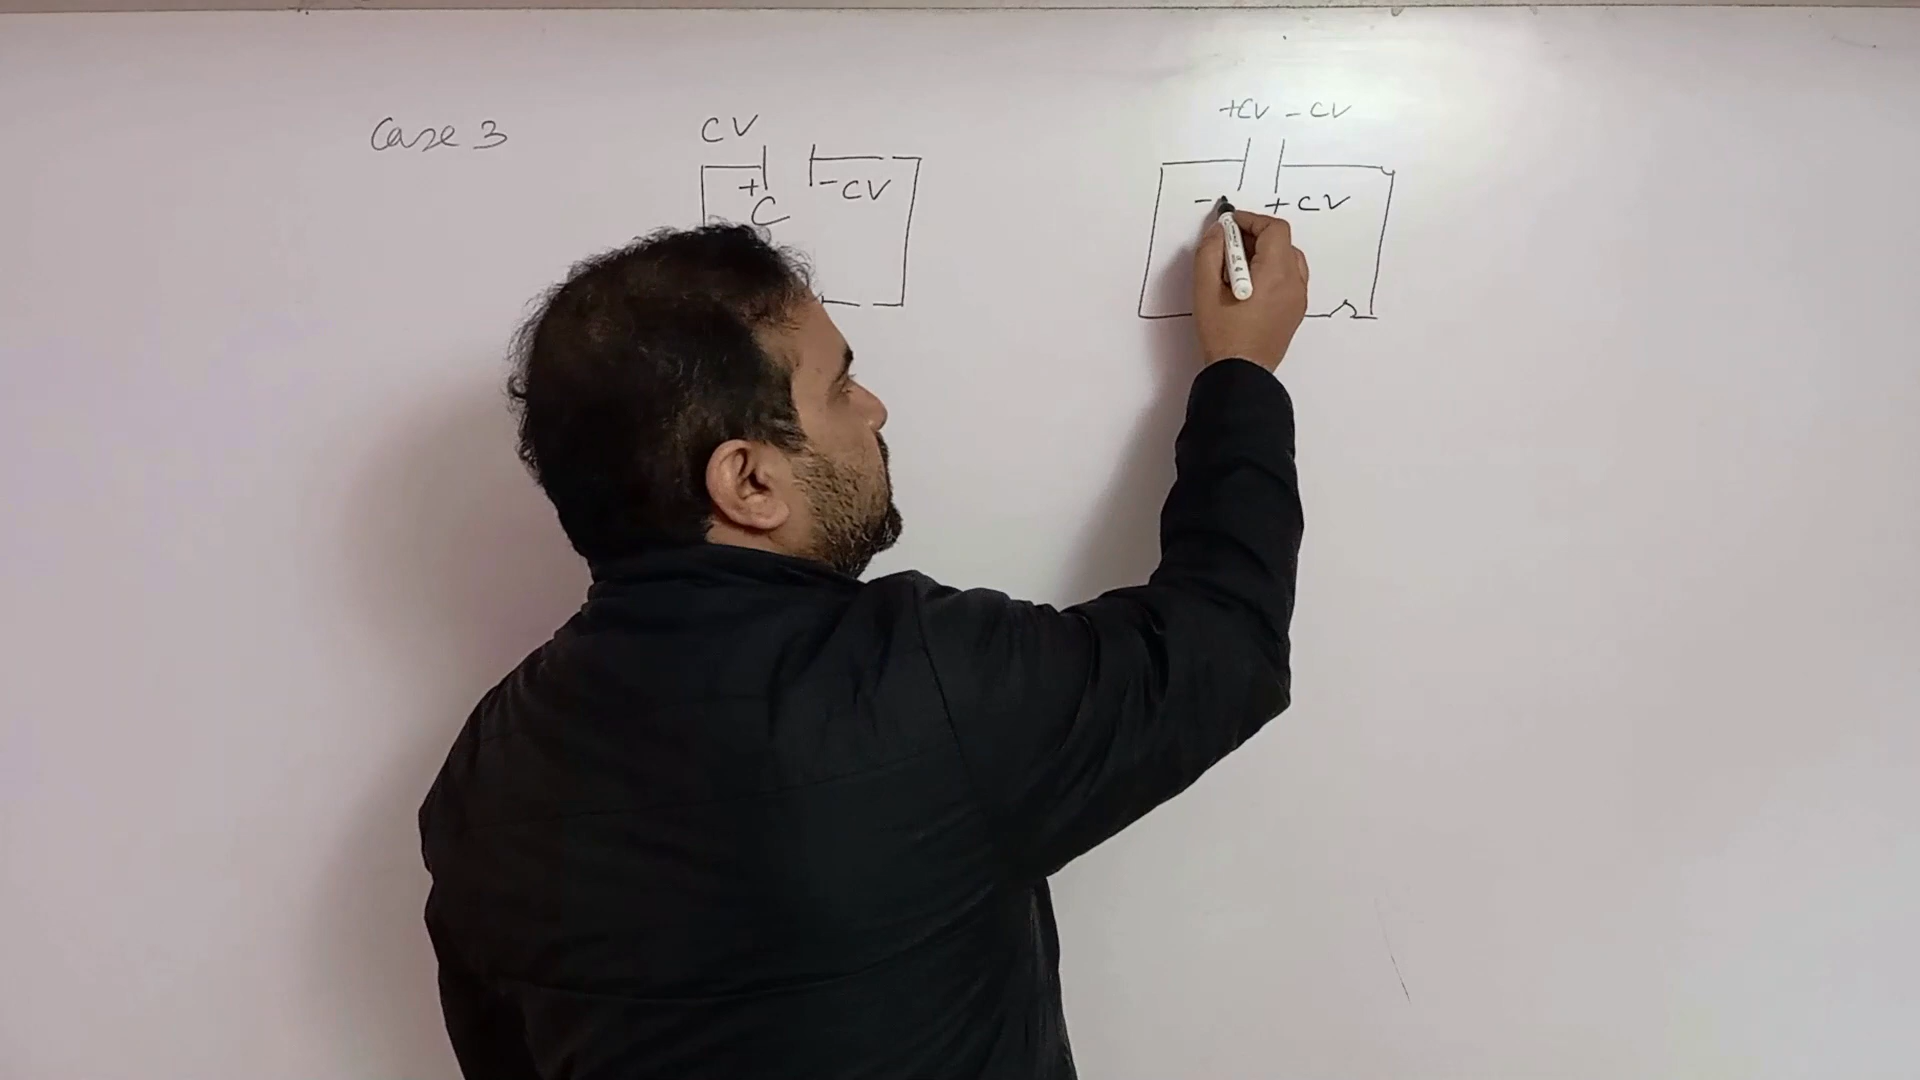 Case 3
CV
+
- CV
C
+CV - CV
-
+ CV